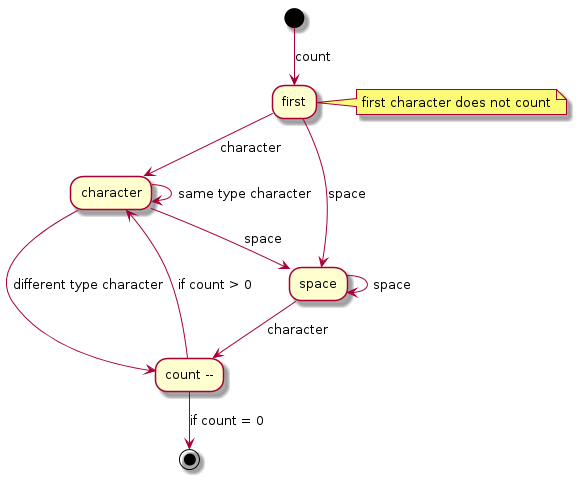 count
first
first character does not count
character
character
same type character
space
space
space
space
different type character
if count > 0
character
count --
if count = 0